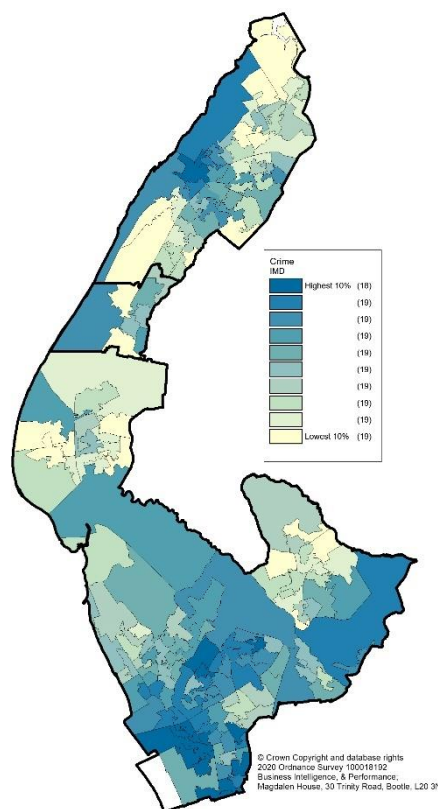 Crime
IMD
Highest 10% (18)
(19)
(19)
(19)
(19)
(19)
(19)
(19)
(19)
Lowest 10% (19)
© Crown Copyright and database rights
2020 Ordnance Survey 100018192
Business Intelligence, & Performance,
Magdalen House, 30 Trinity Road, Bootle, L20 3N